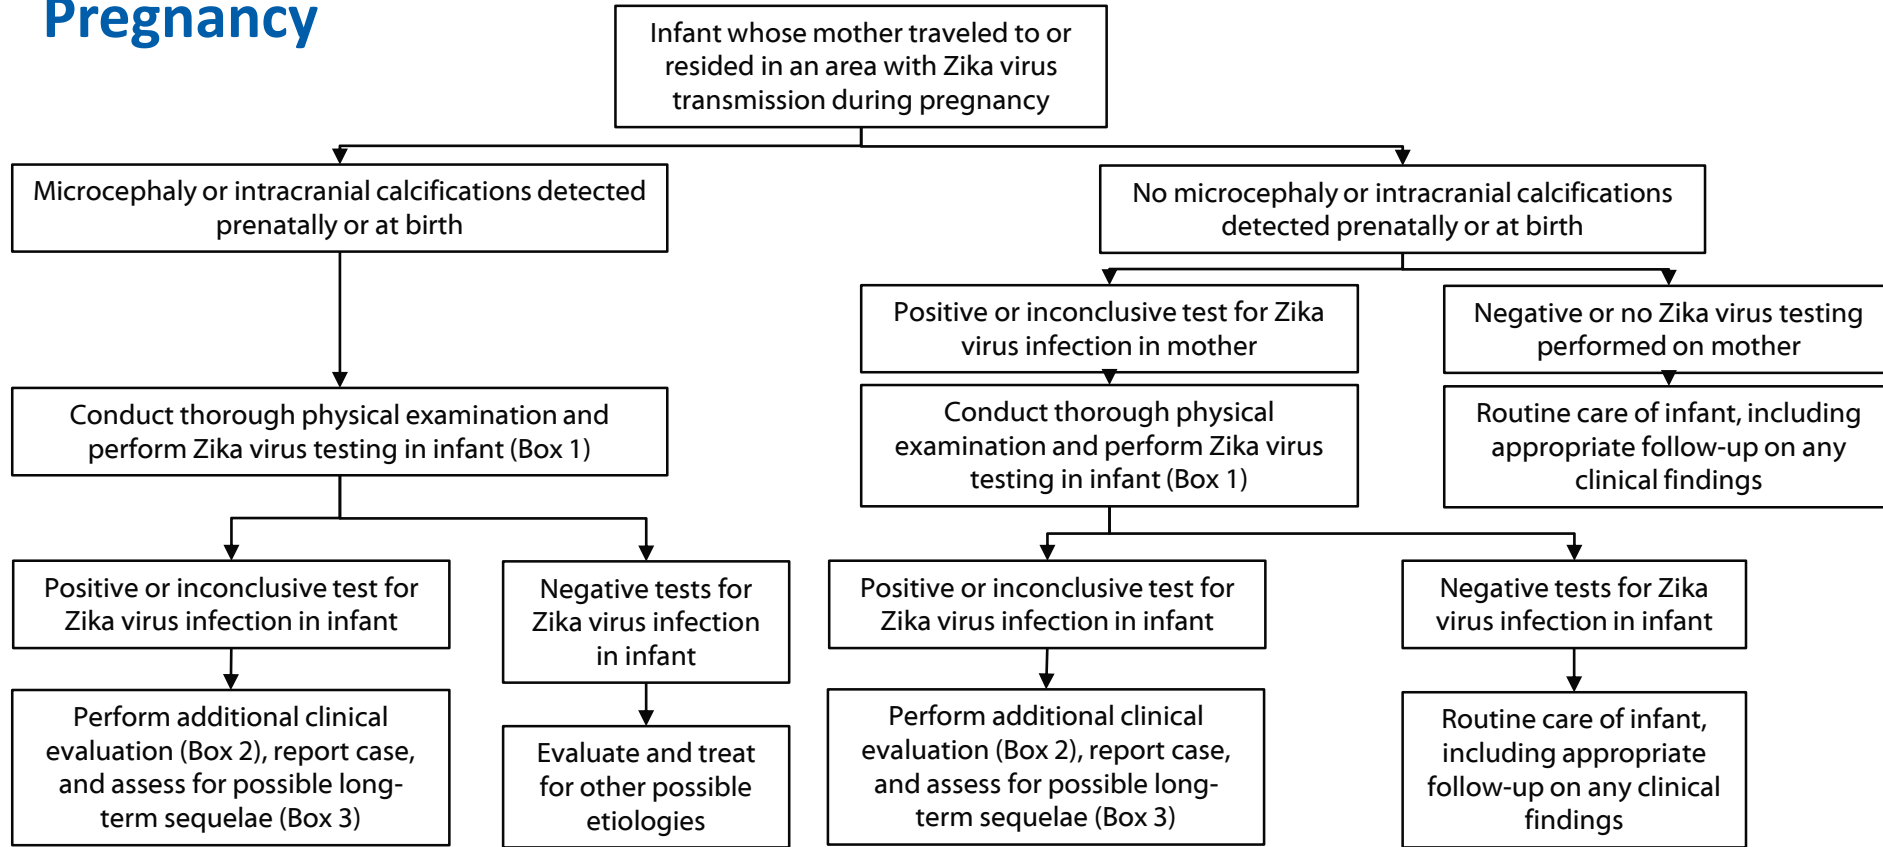 Pregnancy
Infant whose mother traveled to or
resided in an area with Zika virus
transmission during pregnancy
Microcephaly or intracranial calcifications detected
prenatally or at birth
No microcephaly or intracranial calcifications
detected prenatally or at birth
Positive or inconclusive test for Zika
virus infection in mother
Negative or no Zika virus testing
performed on mother
Conduct thorough physical examination and
perform Zika virus testing in infant (Box 1)
Conduct thorough physical
examination and perform Zika virus
testing in infant (Box 1)
Routine care of infant, including
appropriate follow-up on any
clinical findings
Positive or inconclusive test for
Zika virus infection in infant
Negative tests for
Zika virus infection
in infant
Positive or inconclusive test for
Zika virus infection in infant
Negative tests for Zika
virus infection in infant
Perform additional clinical
evaluation (Box 2), report case,
and assess for possible long-
term sequelae (Box 3)
Evaluate and treat
for other possible
etiologies
Perform additional clinical
evaluation (Box 2), report case,
and assess for possible long-
term sequelae (Box 3)
Routine care of infant,
including appropriate
follow-up on any clinical
findings